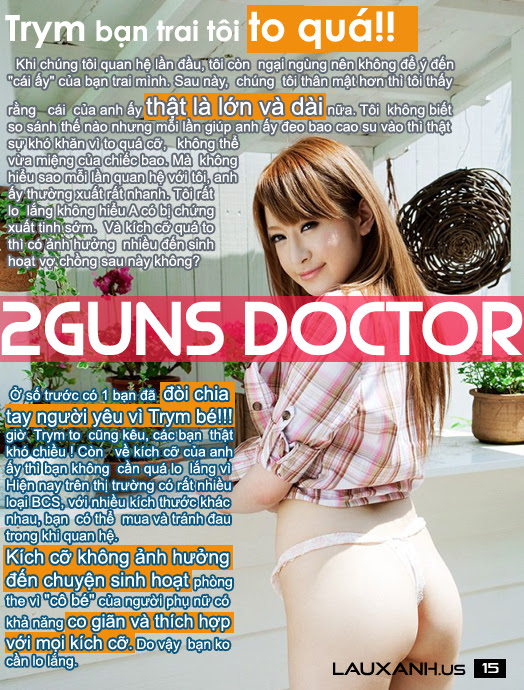 Trym bạn trai tôi to quá!!
Khi chúng tôi quan hệ lần đầu, tôi còn ngại ngùng nên không để ý đến
"cái ấy" của bạn trai mình. Sau này, chúng tôi thân mật hơn thì tôi thấy
rằng cái của anh ấy thật là lớn và dài nữa. Tôi không biết
so sánh thế nào nhưng mỗi lần giúp anh ấy đeo bao cao su vào thì thật
sự khó khăn vì to quá cỡ, không thể
vừa miệng của chiếc bao. Mà không
hiểu sao mỗi lần quan hệ với tôi, anh
ấy thường xuất rất nhanh. Tôi rất
lo lắng không hiểu A có bị chứng
xuất tinh sớm. Và kích cỡ quá to
thì có ảnh hưởng nhiều đến sinh
hoạt vợ chồng sau này không?
2GUNS DOCTOR
Ở số trước có 1 bạn đã đòi chia
tay người yêu vì Trym bé!!!
giờ Trym to cũng kêu, các bạn thật
khó chiều ! Còn về kích cỡ của anh
ấy thì bạn không cần quá lo lắng vì
Hiện nay trên thị trường có rất nhiều
loại BCS, với nhiều kích thước khác
nhau, bạn có thể mua và tránh đau
trong khi quan hệ.
Kích cỡ không ảnh hưởng
đến chuyện sinh hoạt phòng
the vì "cô bé" của người phụ nữ có
khả năng co giãn và thích hợp
với mọi kích cỡ. Do vậy bạn ko
cần lo lắng.
LAUXANH.US 15